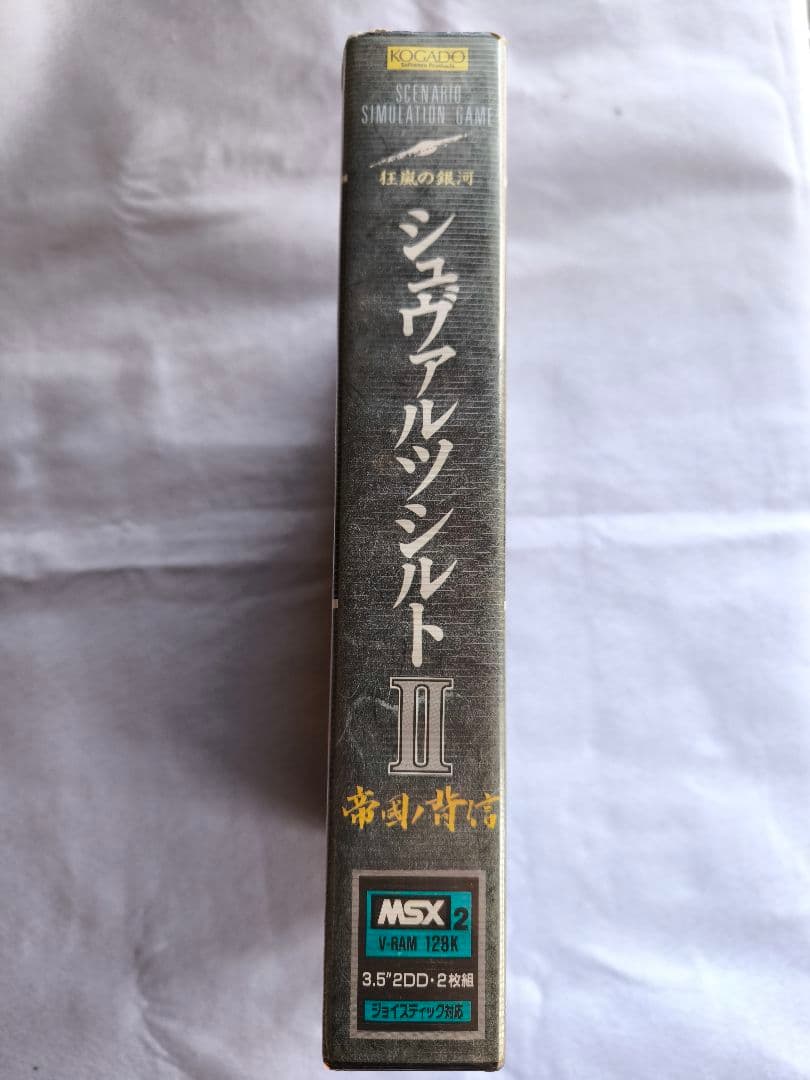 KOGADO
Software Products
SCENARIO
SIMULATION GAME
狂嵐の銀河
シュヴァルツシルト
II
帝國ノ背信
MSX 2
V-RAM 128K
3.5"2DD・2枚組
ジョイスティック対応